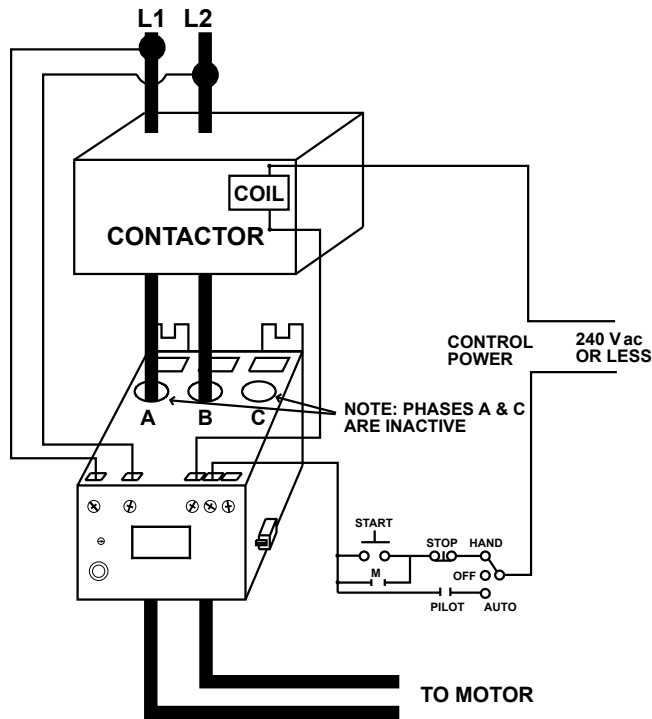 L1 L2
COIL
CONTACTOR
CONTROL
POWER
240 V ac
OR LESS
A B C
NOTE: PHASES A & C
ARE INACTIVE
START
STOP HAND
M
OFF
PILOT AUTO
TO MOTOR